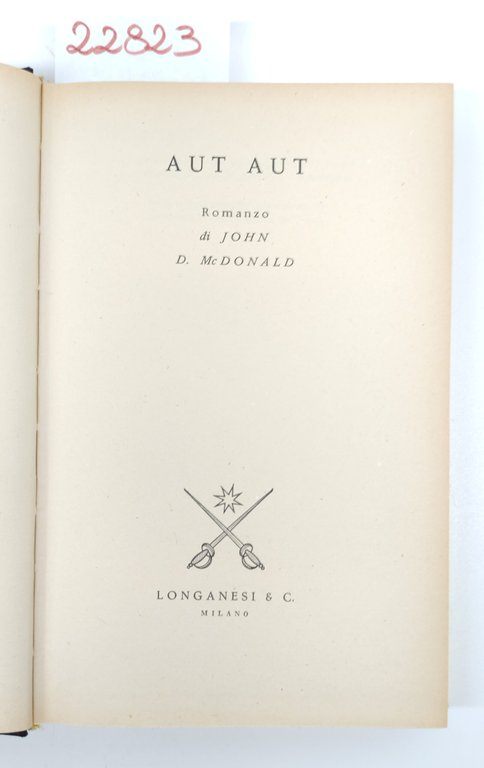 22823
AUT AUT
Romanzo
di JOHN
D. McDONALD
LONGANESI & C.
MILANO